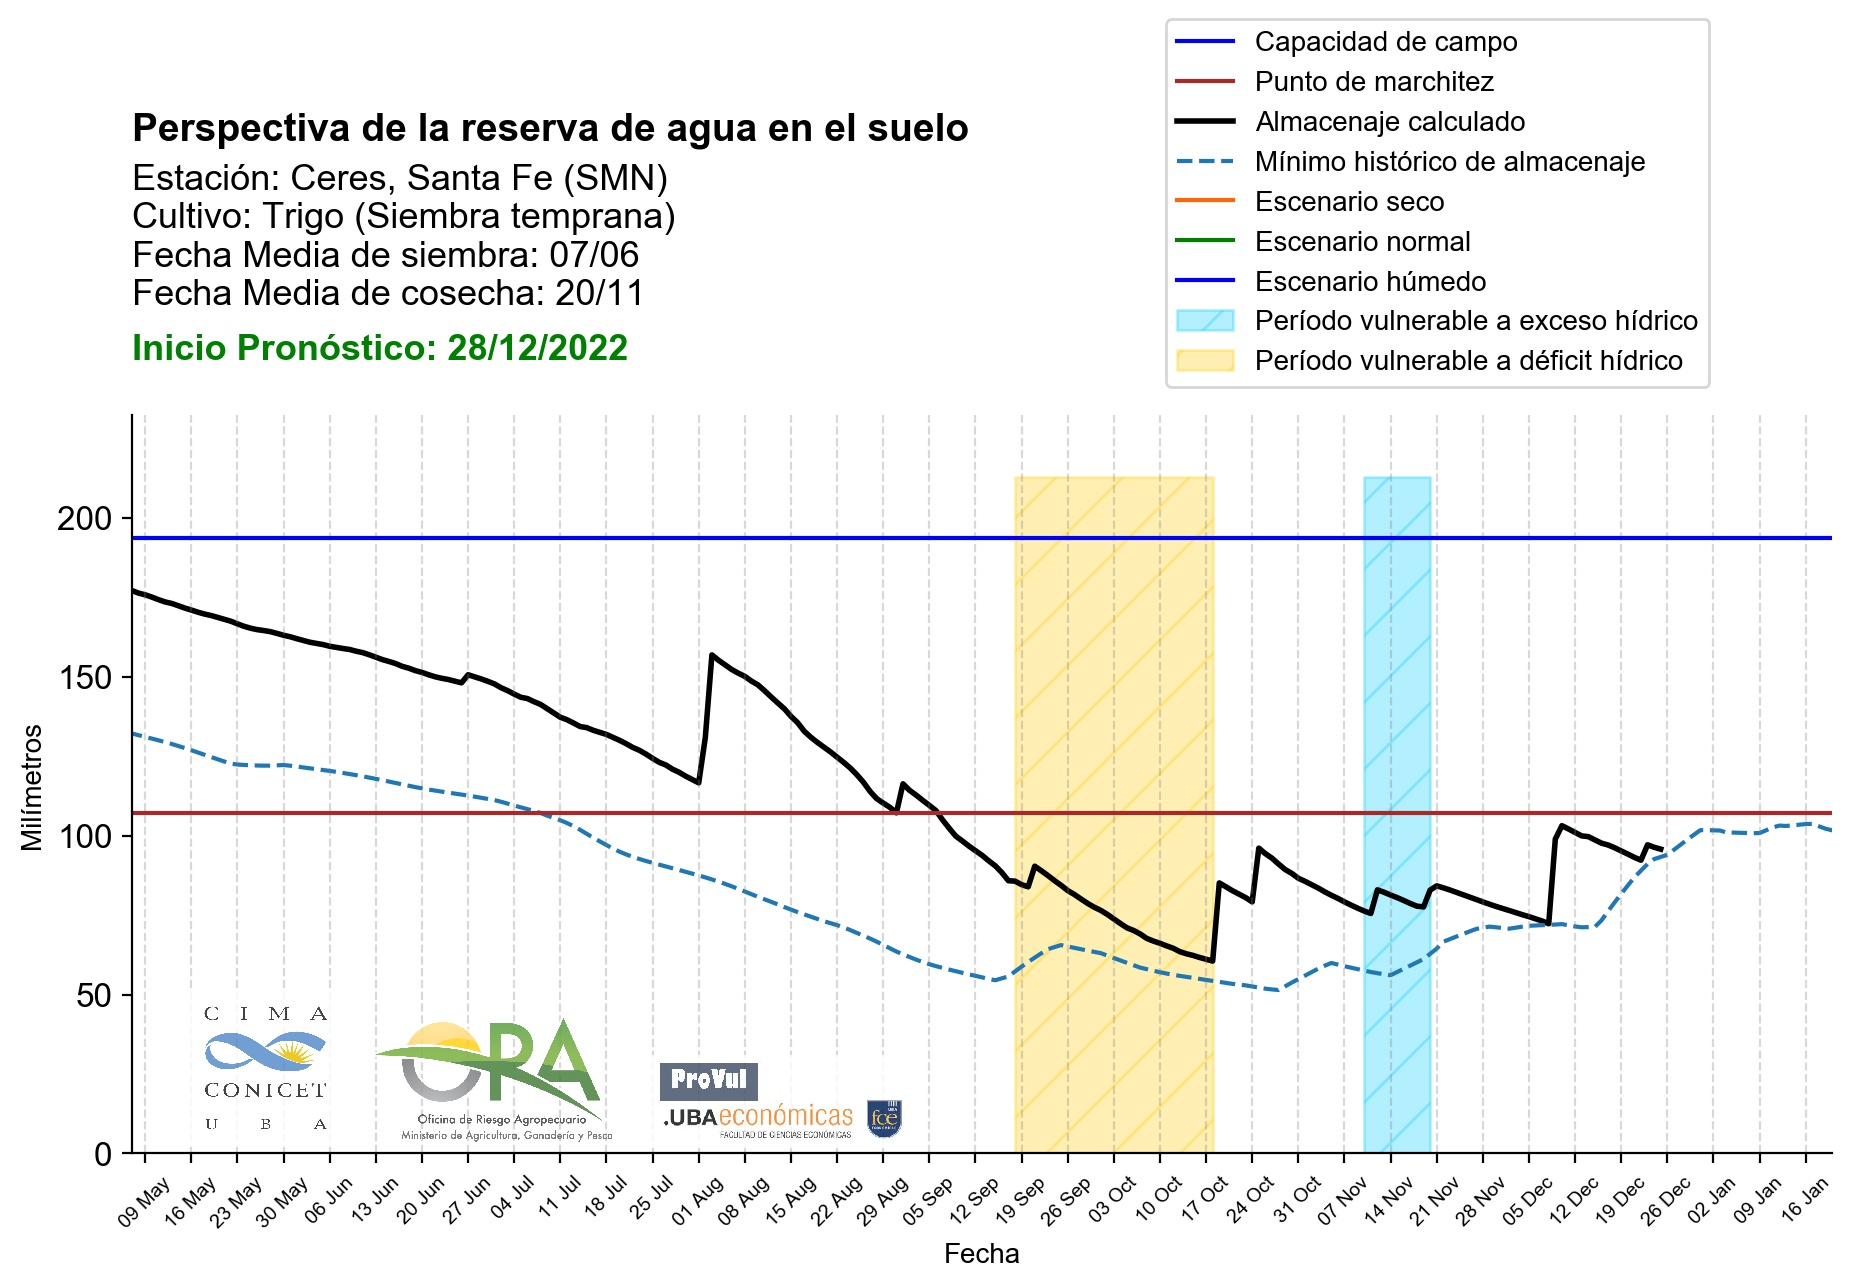 Capacidad de campo
Punto de marchitez
Almacenaje calculado
Mínimo histórico de almacenaje
Escenario seco
Escenario normal
Escenario húmedo
Período vulnerable a exceso hídrico
Período vulnerable a déficit hídrico
Perspectiva de la reserva de agua en el suelo
Estación: Ceres, Santa Fe (SMN)
Cultivo: Trigo (Siembra temprana)
Fecha Media de siembra: 07/06
Fecha Media de cosecha: 20/11
Inicio Pronóstico: 28/12/2022
200
150
100
50
0
Milímetros
CIMA
CONICET
UBA
OPA
Oficina de Riesgo Agropecuario
Ministerio de Agricultura, Ganadería y Pesca
ProVul
.UBAeconómicas
FACULTAD DE CIENCIAS ECONÓMICAS
fce
09 May
16 May
23 May
30 May
06 Jun
13 Jun
20 Jun
27 Jun
04 Jul
11 Jul
18 Jul
25 Jul
01 Aug
08 Aug
15 Aug
22 Aug
29 Aug
05 Sep
12 Sep
19 Sep
26 Sep
03 Oct
10 Oct
17 Oct
24 Oct
31 Oct
07 Nov
14 Nov
21 Nov
28 Nov
05 Dec
12 Dec
19 Dec
26 Dec
02 Jan
09 Jan
16 Jan
Fecha